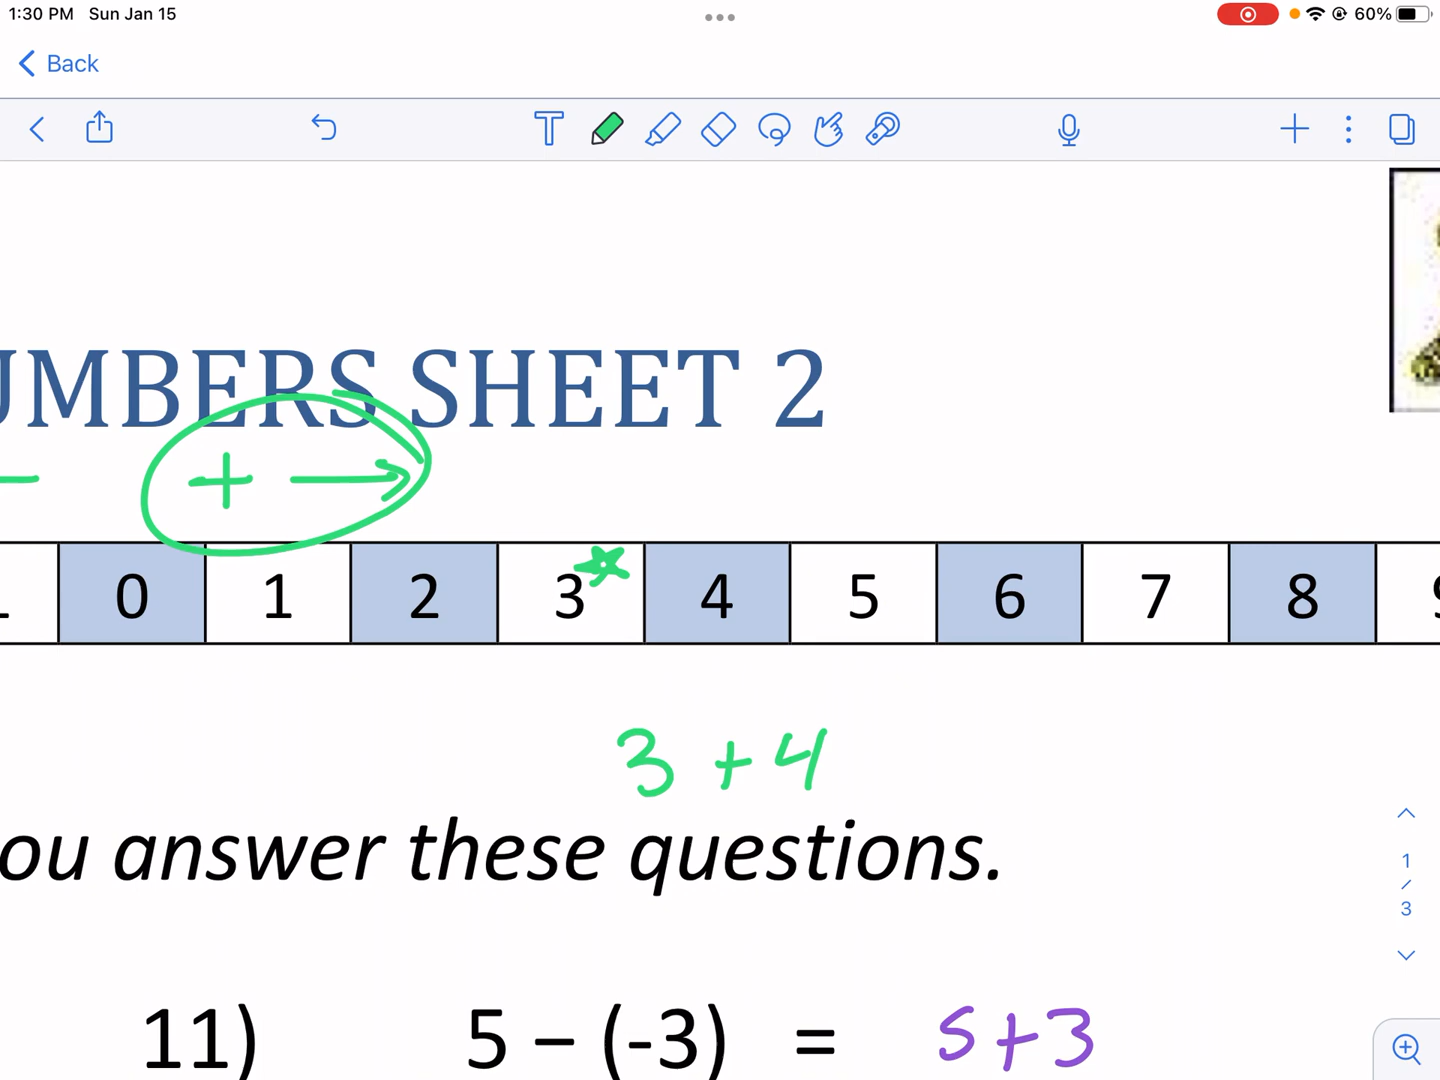 1:30 PM Sun Jan 15 60%
Back
UMBERS SHEET 2
+ →
0 1 2 3 4 5 6 7 8 9
3 + 4
ou answer these questions.
1
/
3
11) 5 – (-3) = 5+3